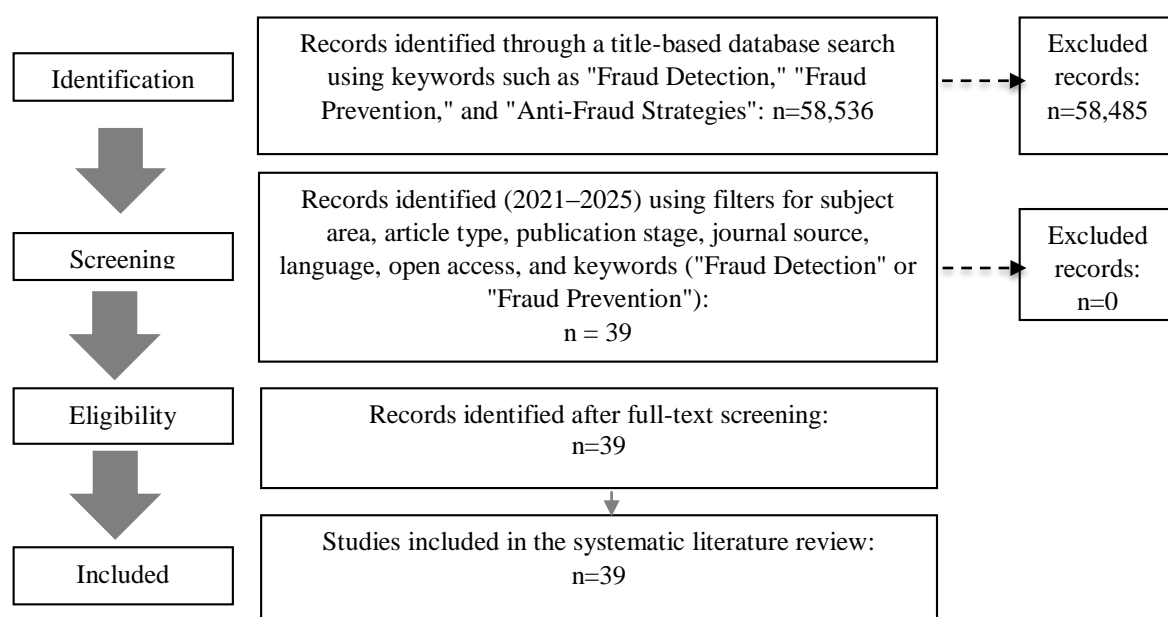 Identification
Records identified through a title-based database search
using keywords such as "Fraud Detection," "Fraud
Prevention," and "Anti-Fraud Strategies": n=58,536
Excluded
records:
n=58,485
Screening
Records identified (2021–2025) using filters for subject
area, article type, publication stage, journal source,
language, open access, and keywords ("Fraud Detection" or
"Fraud Prevention"):
n = 39
Excluded
records:
n=0
Eligibility
Records identified after full-text screening:
n=39
Included
Studies included in the systematic literature review:
n=39